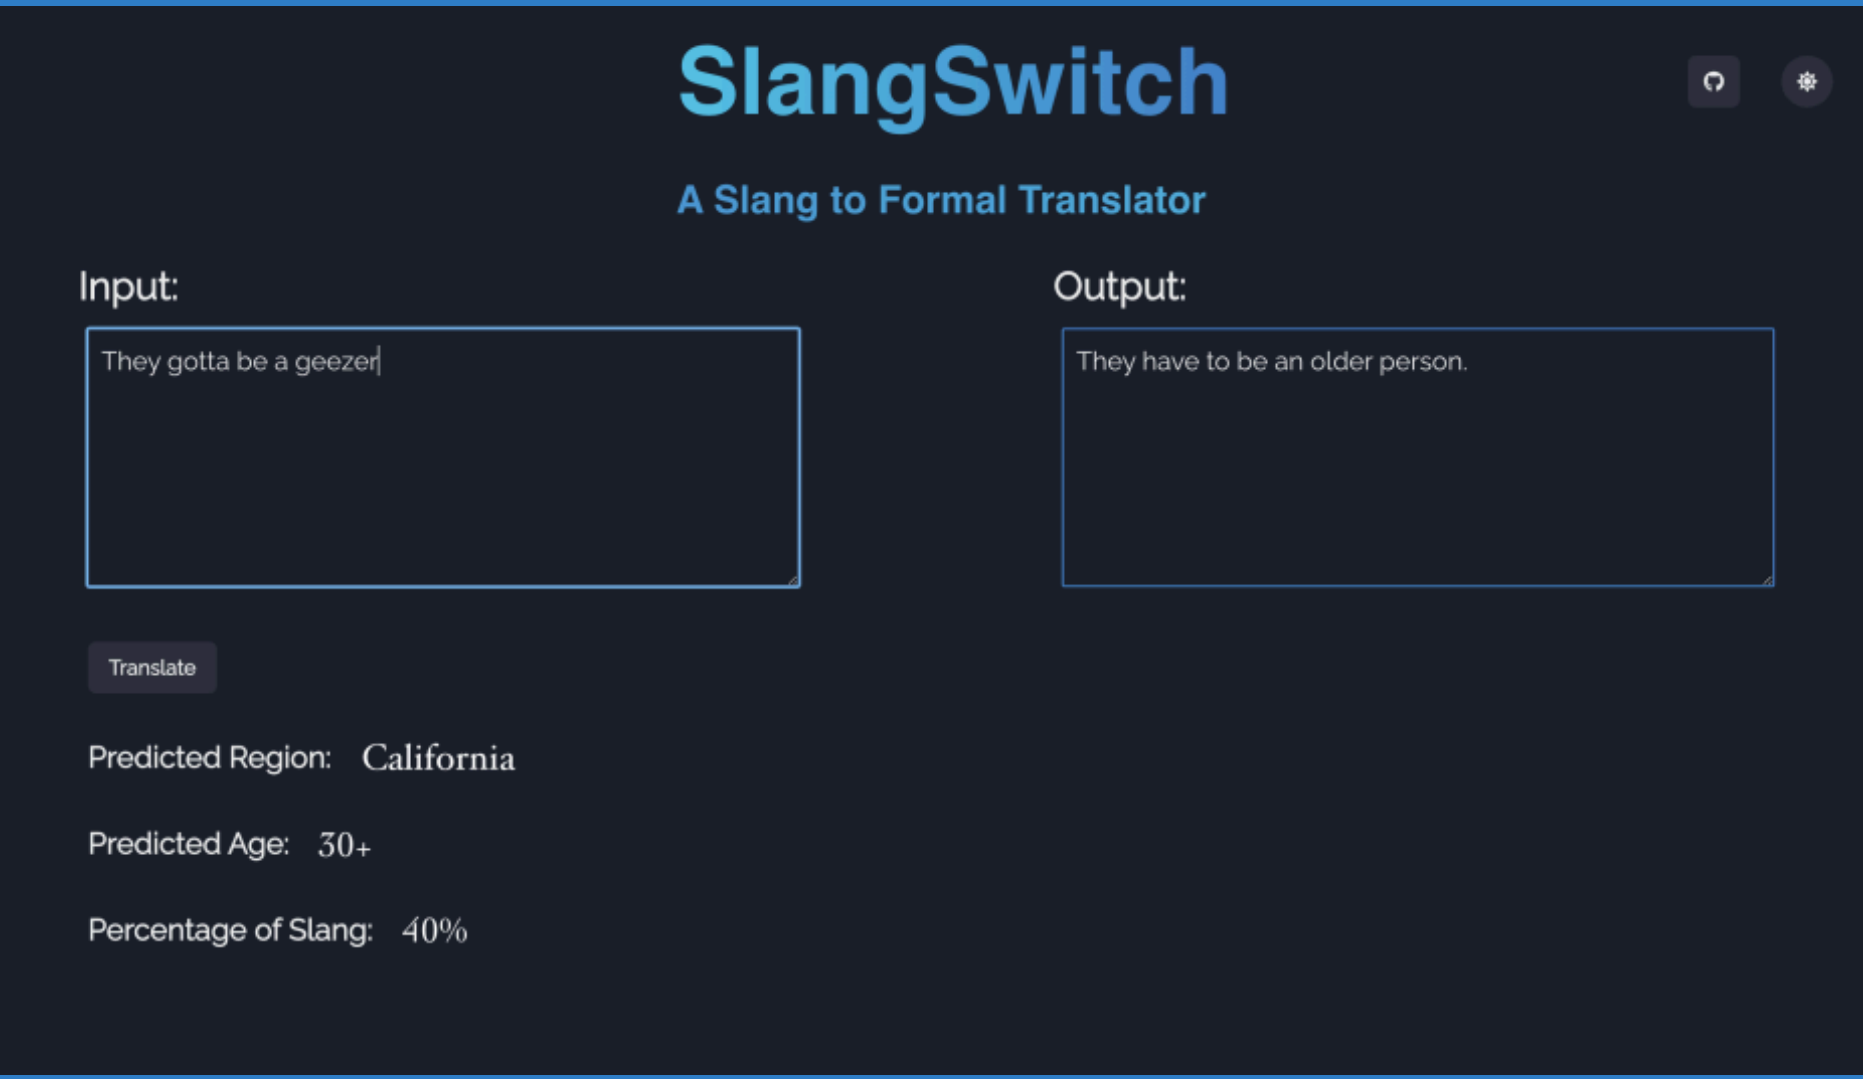 SlangSwitch
A Slang to Formal Translator
Input:
They gotta be a geezer
Output:
They have to be an older person.
Translate
Predicted Region: California
Predicted Age: 30+
Percentage of Slang: 40%